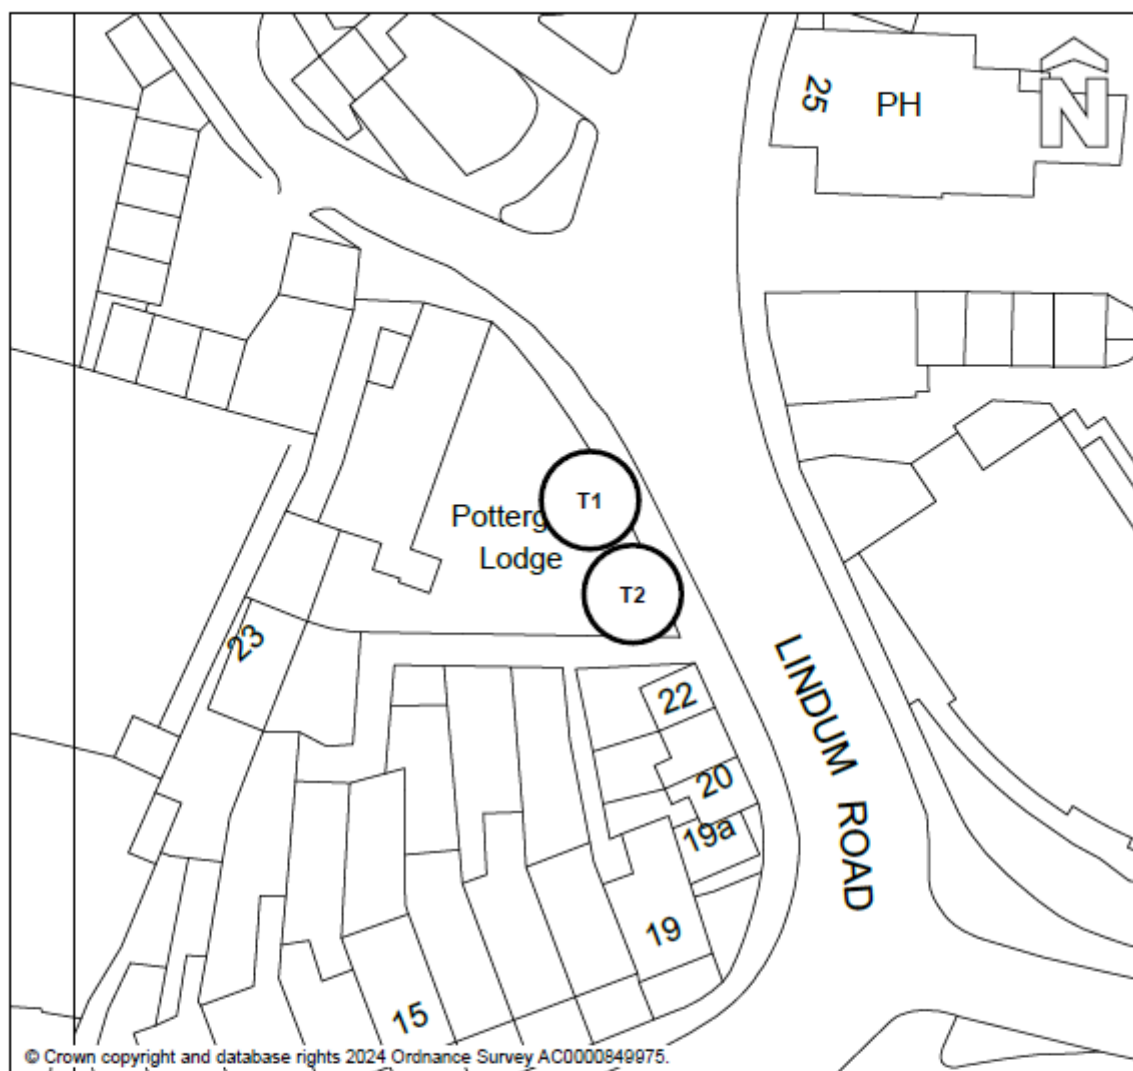 25
PH
N
T1
Potterg
Lodge
T2
23
22
LINDUM ROAD
20
19a
19
15
© Crown copyright and database rights 2024 Ordnance Survey AC0000849975.